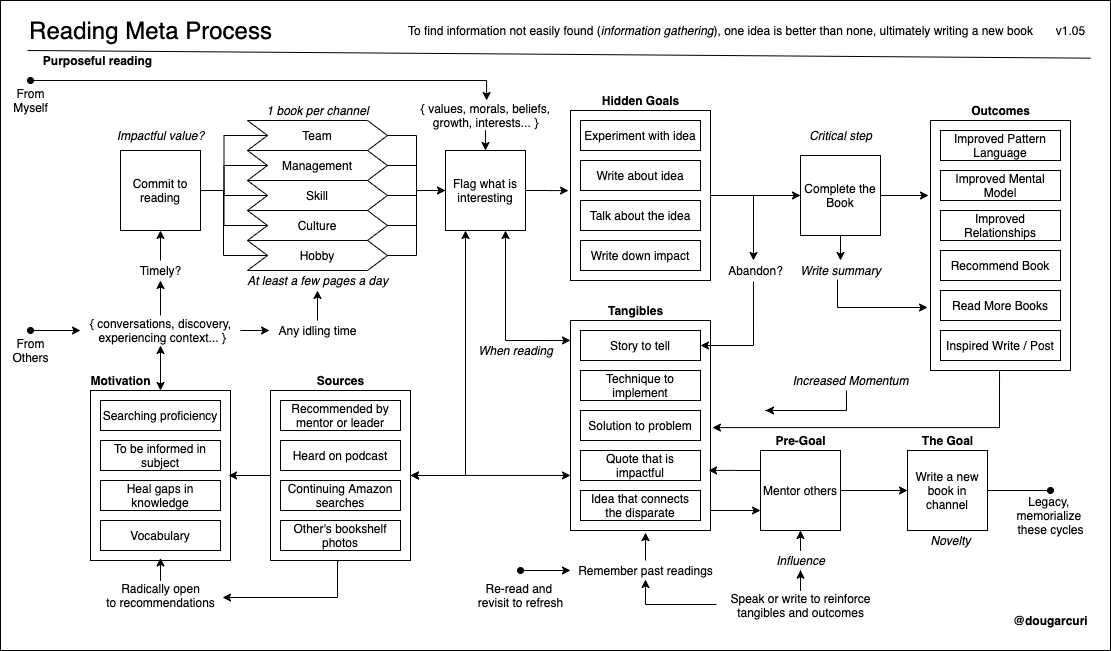 Reading Meta Process
To find information not easily found (information gathering), one idea is better than none, ultimately writing a new book
v1.05
Purposeful reading
From
Myself
Impactful value?
Commit to
reading
1 book per channel
Team
Management
Skill
Culture
Hobby
At least a few pages a day
{ values, morals, beliefs,
growth, interests... }
Flag what is
interesting
Hidden Goals
Experiment with idea
Write about idea
Talk about the idea
Write down impact
Critical step
Complete the
Book
Abandon?
Write summary
Outcomes
Improved Pattern
Language
Improved Mental
Model
Improved
Relationships
Recommend Book
Read More Books
Inspired Write / Post
Timely?
From
Others
{ conversations, discovery,
experiencing context... }
Any idling time
When reading
Motivation
Searching proficiency
To be informed in
subject
Heal gaps in
knowledge
Vocabulary
Sources
Recommended by
mentor or leader
Heard on podcast
Continuing Amazon
searches
Other's bookshelf
photos
Radically open
to recommendations
Tangibles
Story to tell
Technique to
implement
Solution to problem
Quote that is
impactful
Idea that connects
the disparate
Increased Momentum
Pre-Goal
Mentor others
The Goal
Write a new
book in
channel
Novelty
Legacy,
memorialize
these cycles
Influence
Re-read and
revisit to refresh
Remember past readings
Speak or write to reinforce
tangibles and outcomes
@dougarcuri